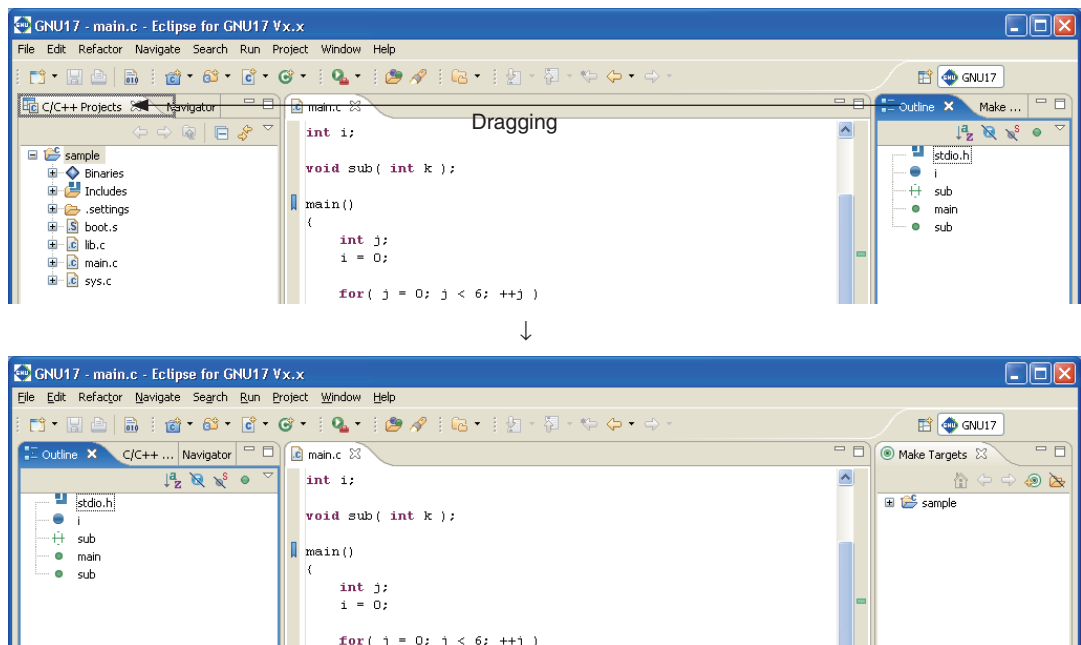 GNU17 - main.c - Eclipse for GNU17 Vx.x
File Edit Refactor Navigate Search Run Project Window Help
GNU17
C/C++ Projects Navigator main.c Outline Make ...
Dragging
int i;
void sub( int k );
main()
{
int j;
i = 0;
for( j = 0; j < 6; ++j )
sample
Binaries
Includes
.settings
boot.s
lib.c
main.c
sys.c
stdio.h
i
sub
main
sub
↓
GNU17 - main.c - Eclipse for GNU17 Vx.x
File Edit Refactor Navigate Search Run Project Window Help
GNU17
Outline C/C++ ... Navigator main.c Make Targets
stdio.h
i
sub
main
sub
int i;
void sub( int k );
main()
{
int j;
i = 0;
for( j = 0; j < 6; ++j )
sample